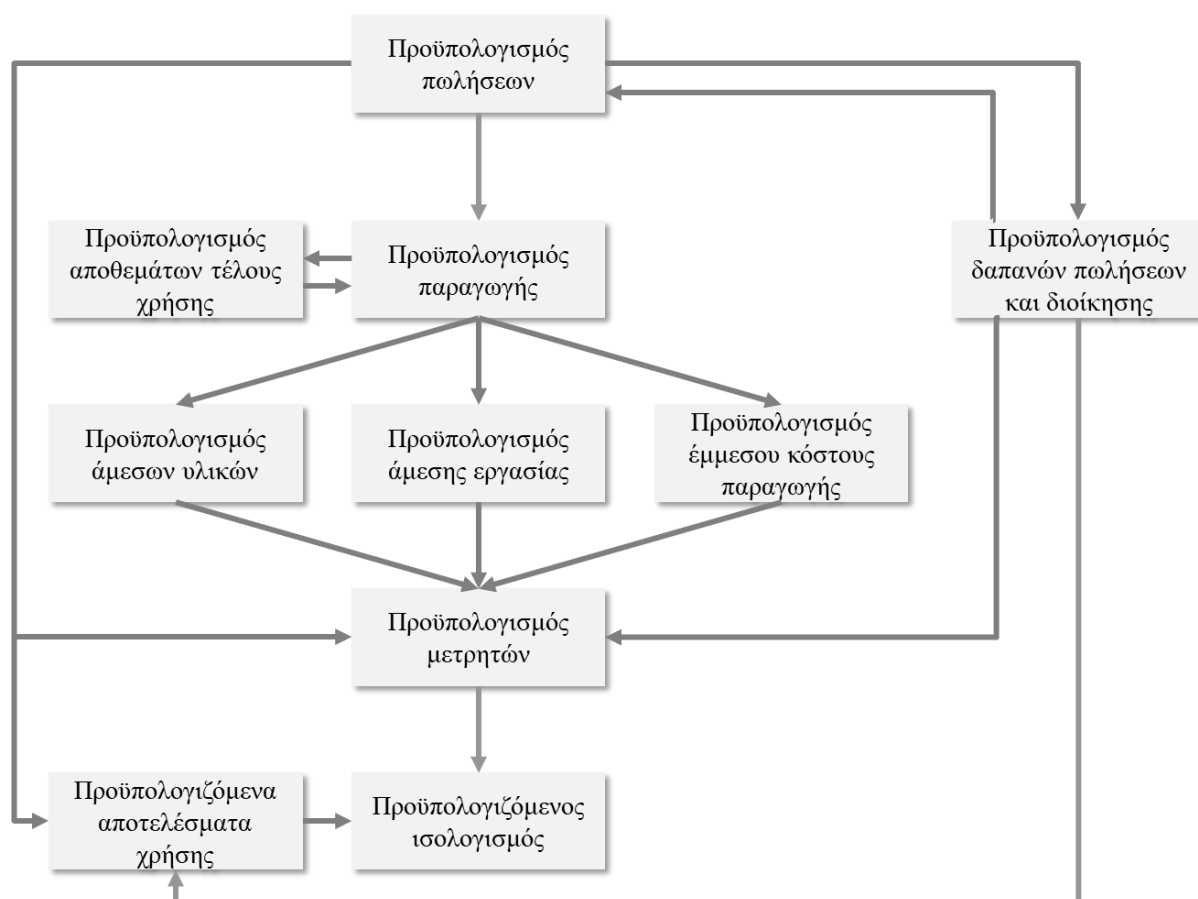 Προϋπολογισμός
πωλήσεων
Προϋπολογισμός
αποθεμάτων τέλους
χρήσης
Προϋπολογισμός
παραγωγής
Προϋπολογισμός
δαπανών πωλήσεων
και διοίκησης
Προϋπολογισμός
άμεσων υλικών
Προϋπολογισμός
άμεσης εργασίας
Προϋπολογισμός
έμμεσου κόστους
παραγωγής
Προϋπολογισμός
μετρητών
Προϋπολογιζόμενα
αποτελέσματα
χρήσης
Προϋπολογιζόμενος
ισολογισμός